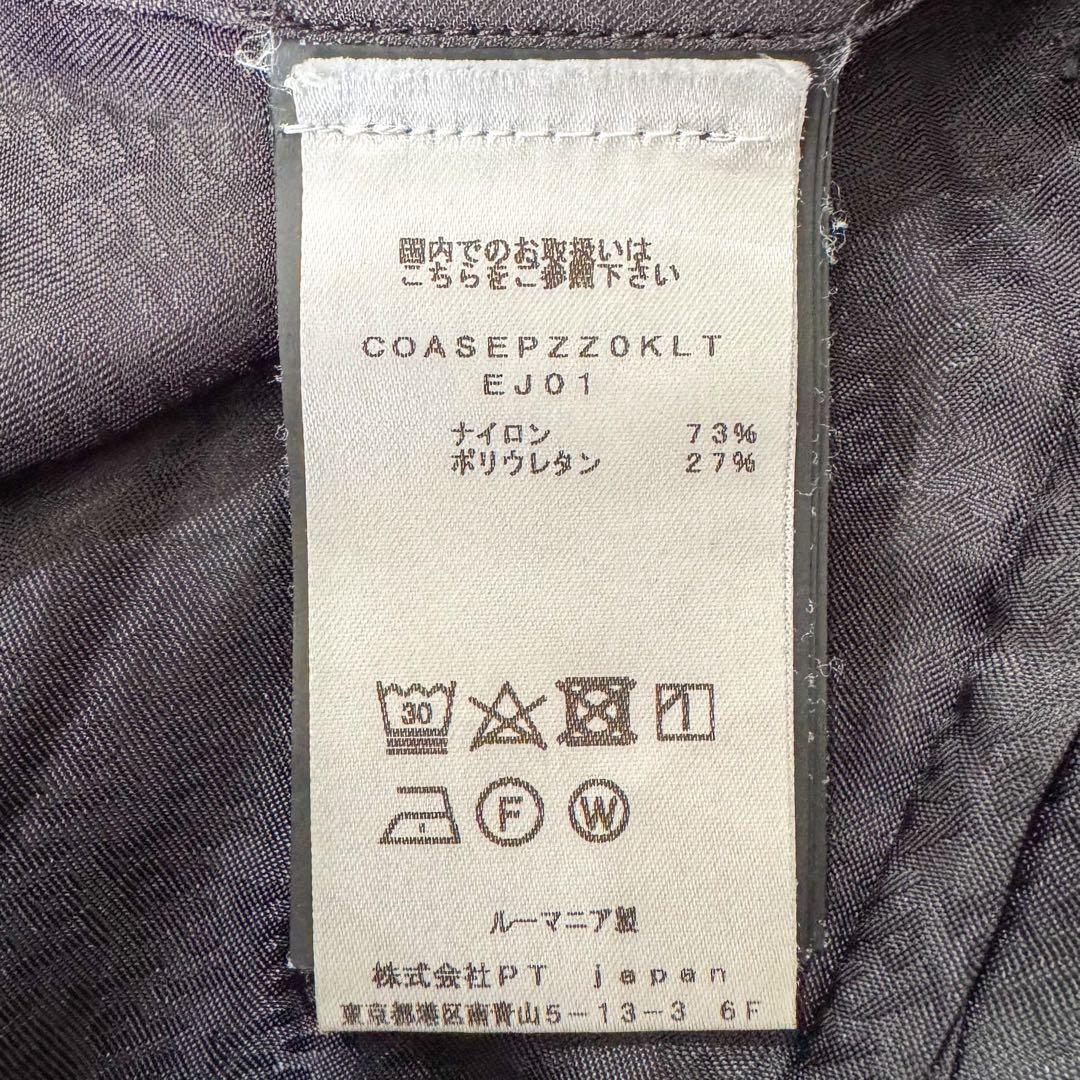 国内でのお取扱いは
こちらをご参照下さい
COASEPZZ0KLT
EJ01
ナイロン 73%
ポリウレタン 27%
30
F W
ルーマニア製
株式会社PT japan
東京都港区南青山5-13-3 6F